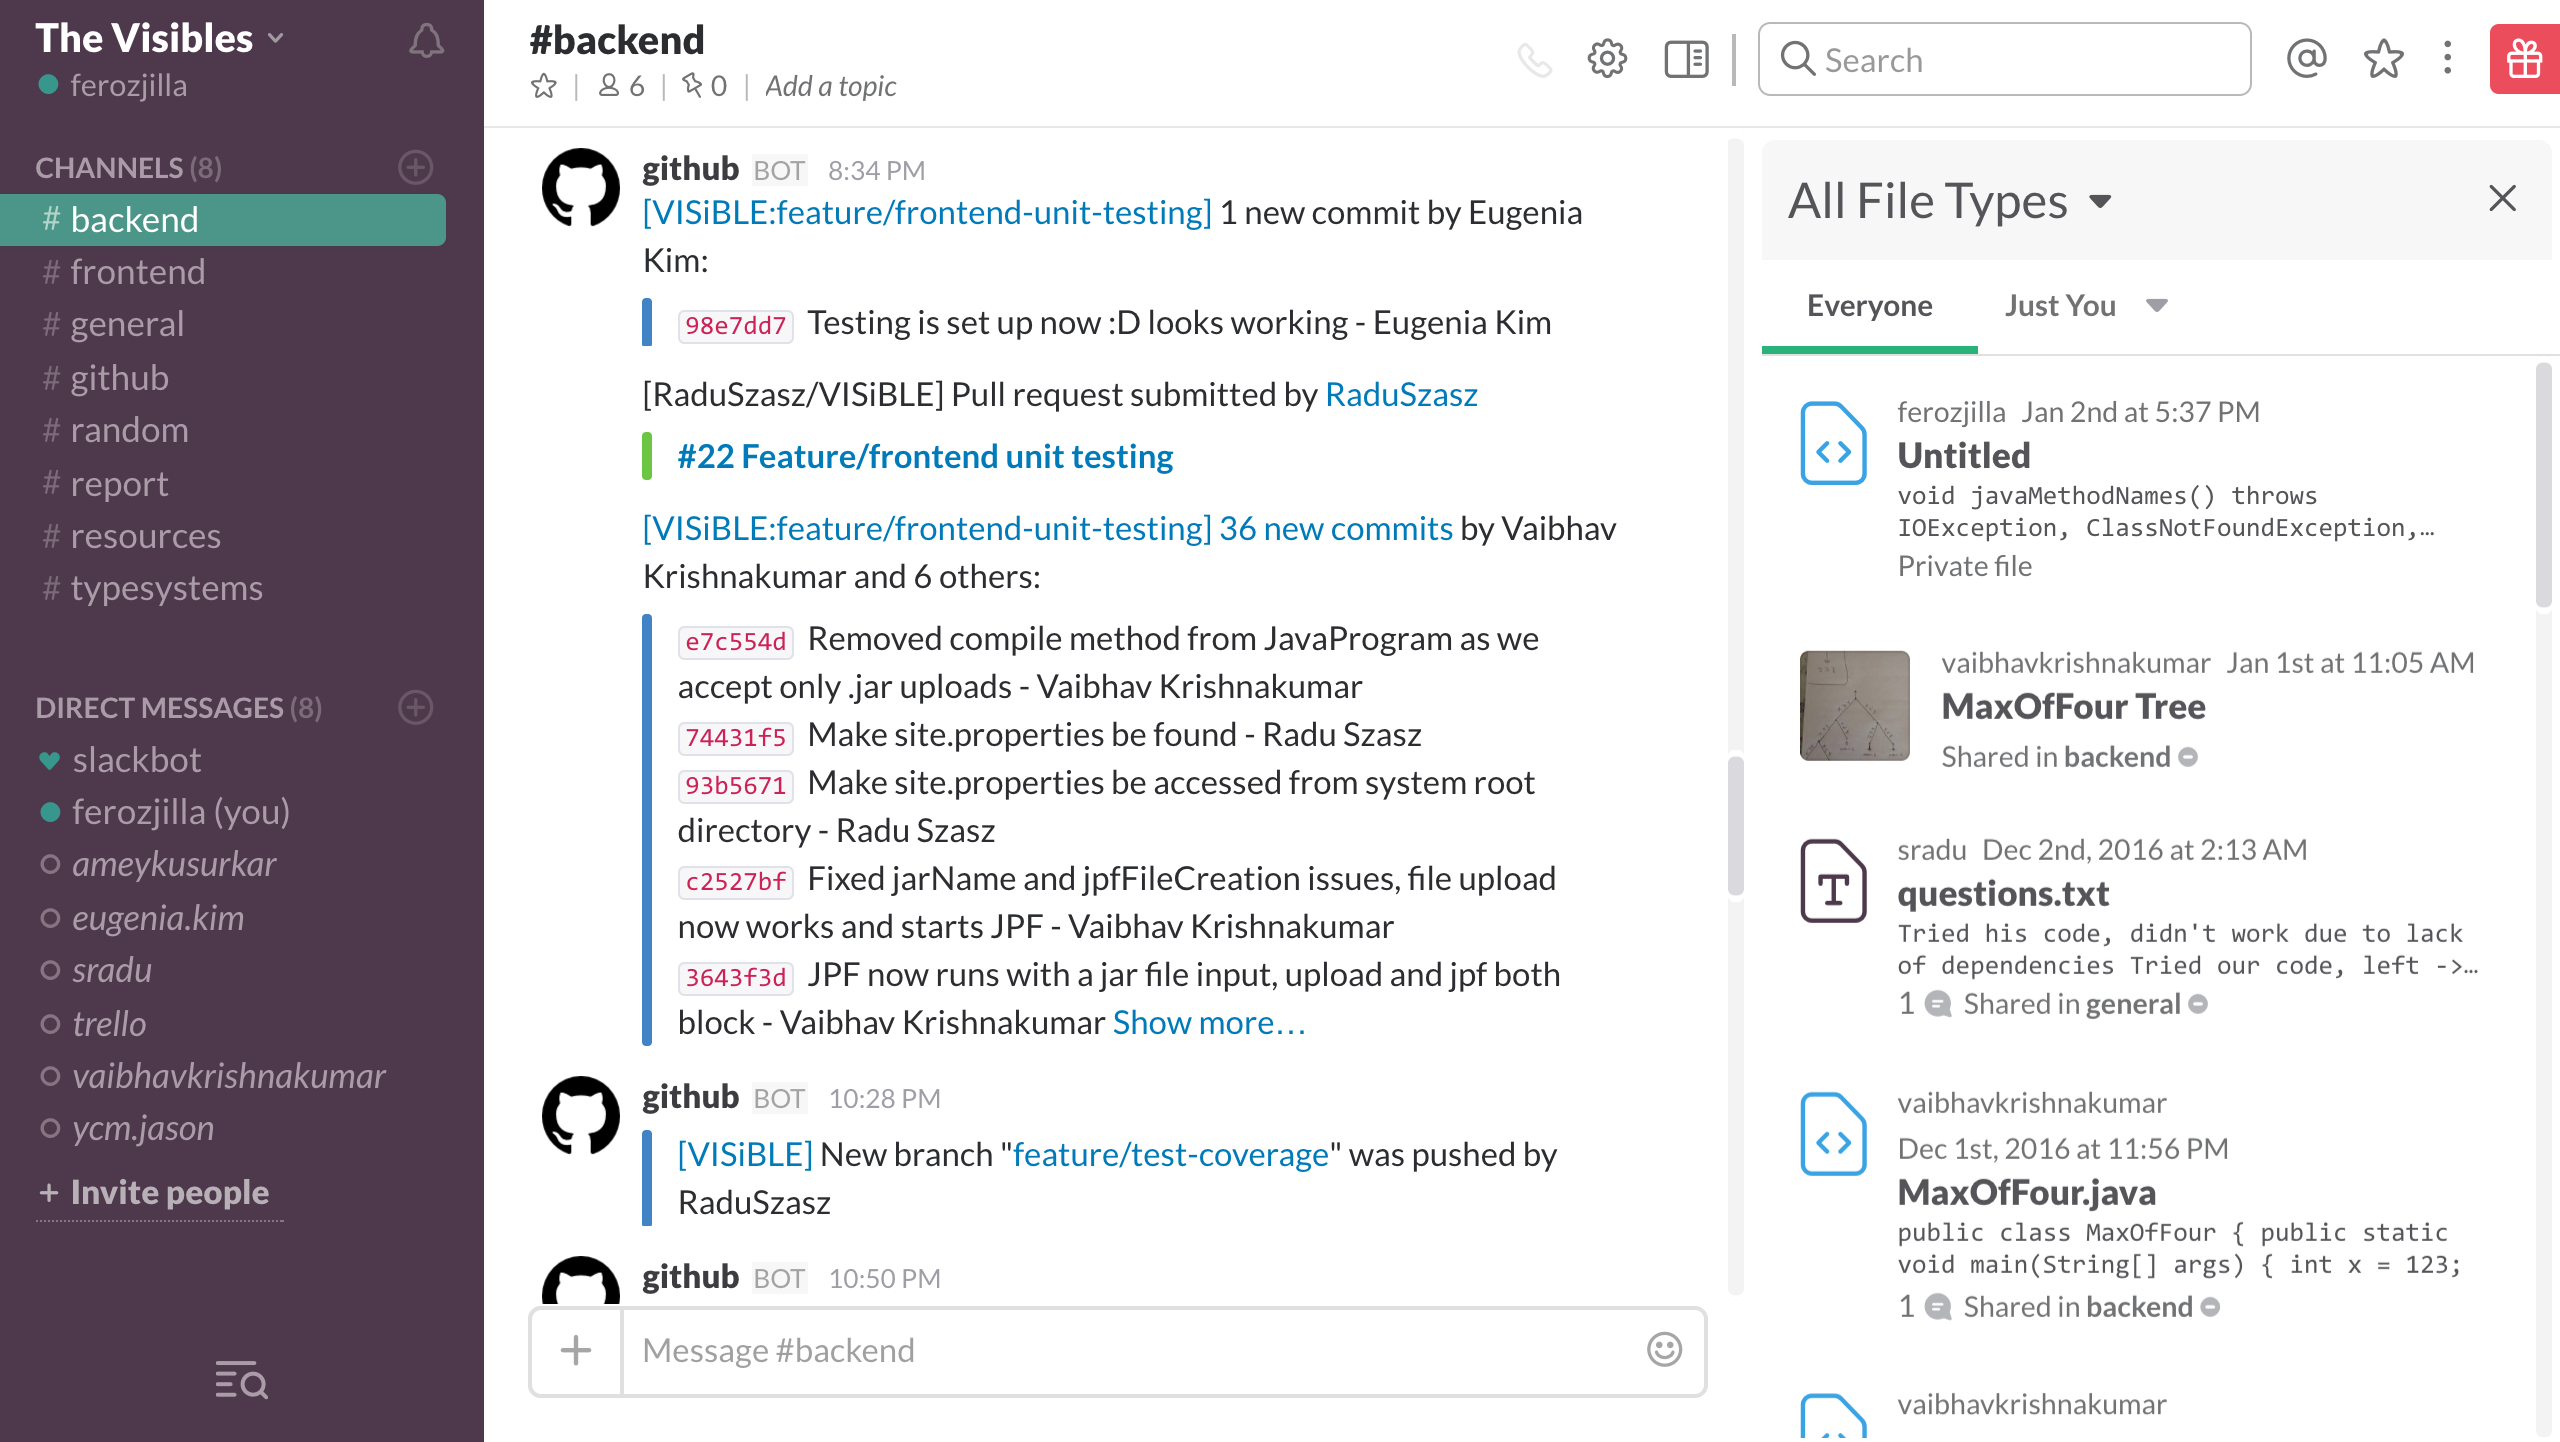 The Visibles
ferozjilla
CHANNELS (8)
# backend
# frontend
# general
# github
# random
# report
# resources
# typesystems
DIRECT MESSAGES (8)
slackbot
ferozjilla (you)
ameykusurkar
eugenia.kim
sradu
trello
vaibhavkrishnakumar
ycm.jason
+ Invite people
#backend
6 | 0 | Add a topic
Search
github BOT 8:34 PM
[VISiBLE:feature/frontend-unit-testing] 1 new commit by Eugenia
Kim:
98e7dd7 Testing is set up now :D looks working - Eugenia Kim
[RaduSzasz/VISiBLE] Pull request submitted by RaduSzasz
#22 Feature/frontend unit testing
[VISiBLE:feature/frontend-unit-testing] 36 new commits by Vaibhav
Krishnakumar and 6 others:
e7c554d Removed compile method from JavaProgram as we
accept only .jar uploads - Vaibhav Krishnakumar
74431f5 Make site.properties be found - Radu Szasz
93b5671 Make site.properties be accessed from system root
directory - Radu Szasz
c2527bf Fixed jarName and jpfFileCreation issues, file upload
now works and starts JPF - Vaibhav Krishnakumar
3643f3d JPF now runs with a jar file input, upload and jpf both
block - Vaibhav Krishnakumar Show more…
github BOT 10:28 PM
[VISiBLE] New branch "feature/test-coverage" was pushed by
RaduSzasz
github BOT 10:50 PM
Message #backend
All File Types
Everyone Just You
ferozjilla Jan 2nd at 5:37 PM
Untitled
void javaMethodNames() throws
IOException, ClassNotFoundException,…
Private file
vaibhavkrishnakumar Jan 1st at 11:05 AM
MaxOfFour Tree
Shared in backend
sradu Dec 2nd, 2016 at 2:13 AM
questions.txt
Tried his code, didn't work due to lack
of dependencies Tried our code, left ->…
1 Shared in general
vaibhavkrishnakumar
Dec 1st, 2016 at 11:56 PM
MaxOfFour.java
public class MaxOfFour { public static
void main(String[] args) { int x = 123;
1 Shared in backend
vaibhavkrishnakumar